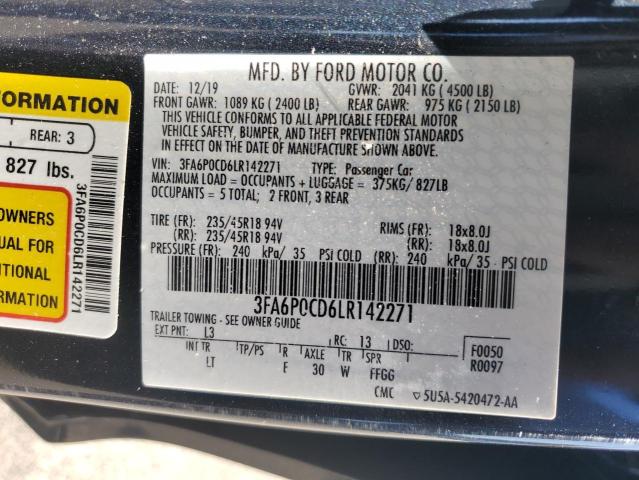 FORMATION
REAR: 3
827 lbs.
OWNERS
UAL FOR
TIONAL
FORMATION
3FA6P0CD6LR142271
MFD. BY FORD MOTOR CO.
DATE: 12/19 GVWR: 2041 KG ( 4500 LB)
FRONT GAWR: 1089 KG ( 2400 LB) REAR GAWR: 975 KG ( 2150 LB)
THIS VEHICLE CONFORMS TO ALL APPLICABLE FEDERAL MOTOR
VEHICLE SAFETY, BUMPER, AND THEFT PREVENTION STANDARDS
IN EFFECT ON THE DATE OF MANUFACTURE SHOWN ABOVE.
VIN: 3FA6P0CD6LR142271 TYPE: Passenger Car
MAXIMUM LOAD = OCCUPANTS + LUGGAGE = 375KG/ 827LB
OCCUPANTS = 5 TOTAL; 2 FRONT, 3 REAR
TIRE (FR): 235/45R18 94V RIMS (FR): 18x8.0J
(RR): 235/45R18 94V (RR): 18x8.0J
PRESSURE (FR): 240 kPa/ 35 PSI COLD (RR): 240 kPa/ 35 PSI COLD
3FA6P0CD6LR142271
TRAILER TOWING - SEE OWNER GUIDE
EXT PNT: L3 RC: 13 DSO: F0050
INT TR TP/PS R AXLE TR SPR R0097
LT F 30 W FFGG
CMC 5U5A-5420472-AA